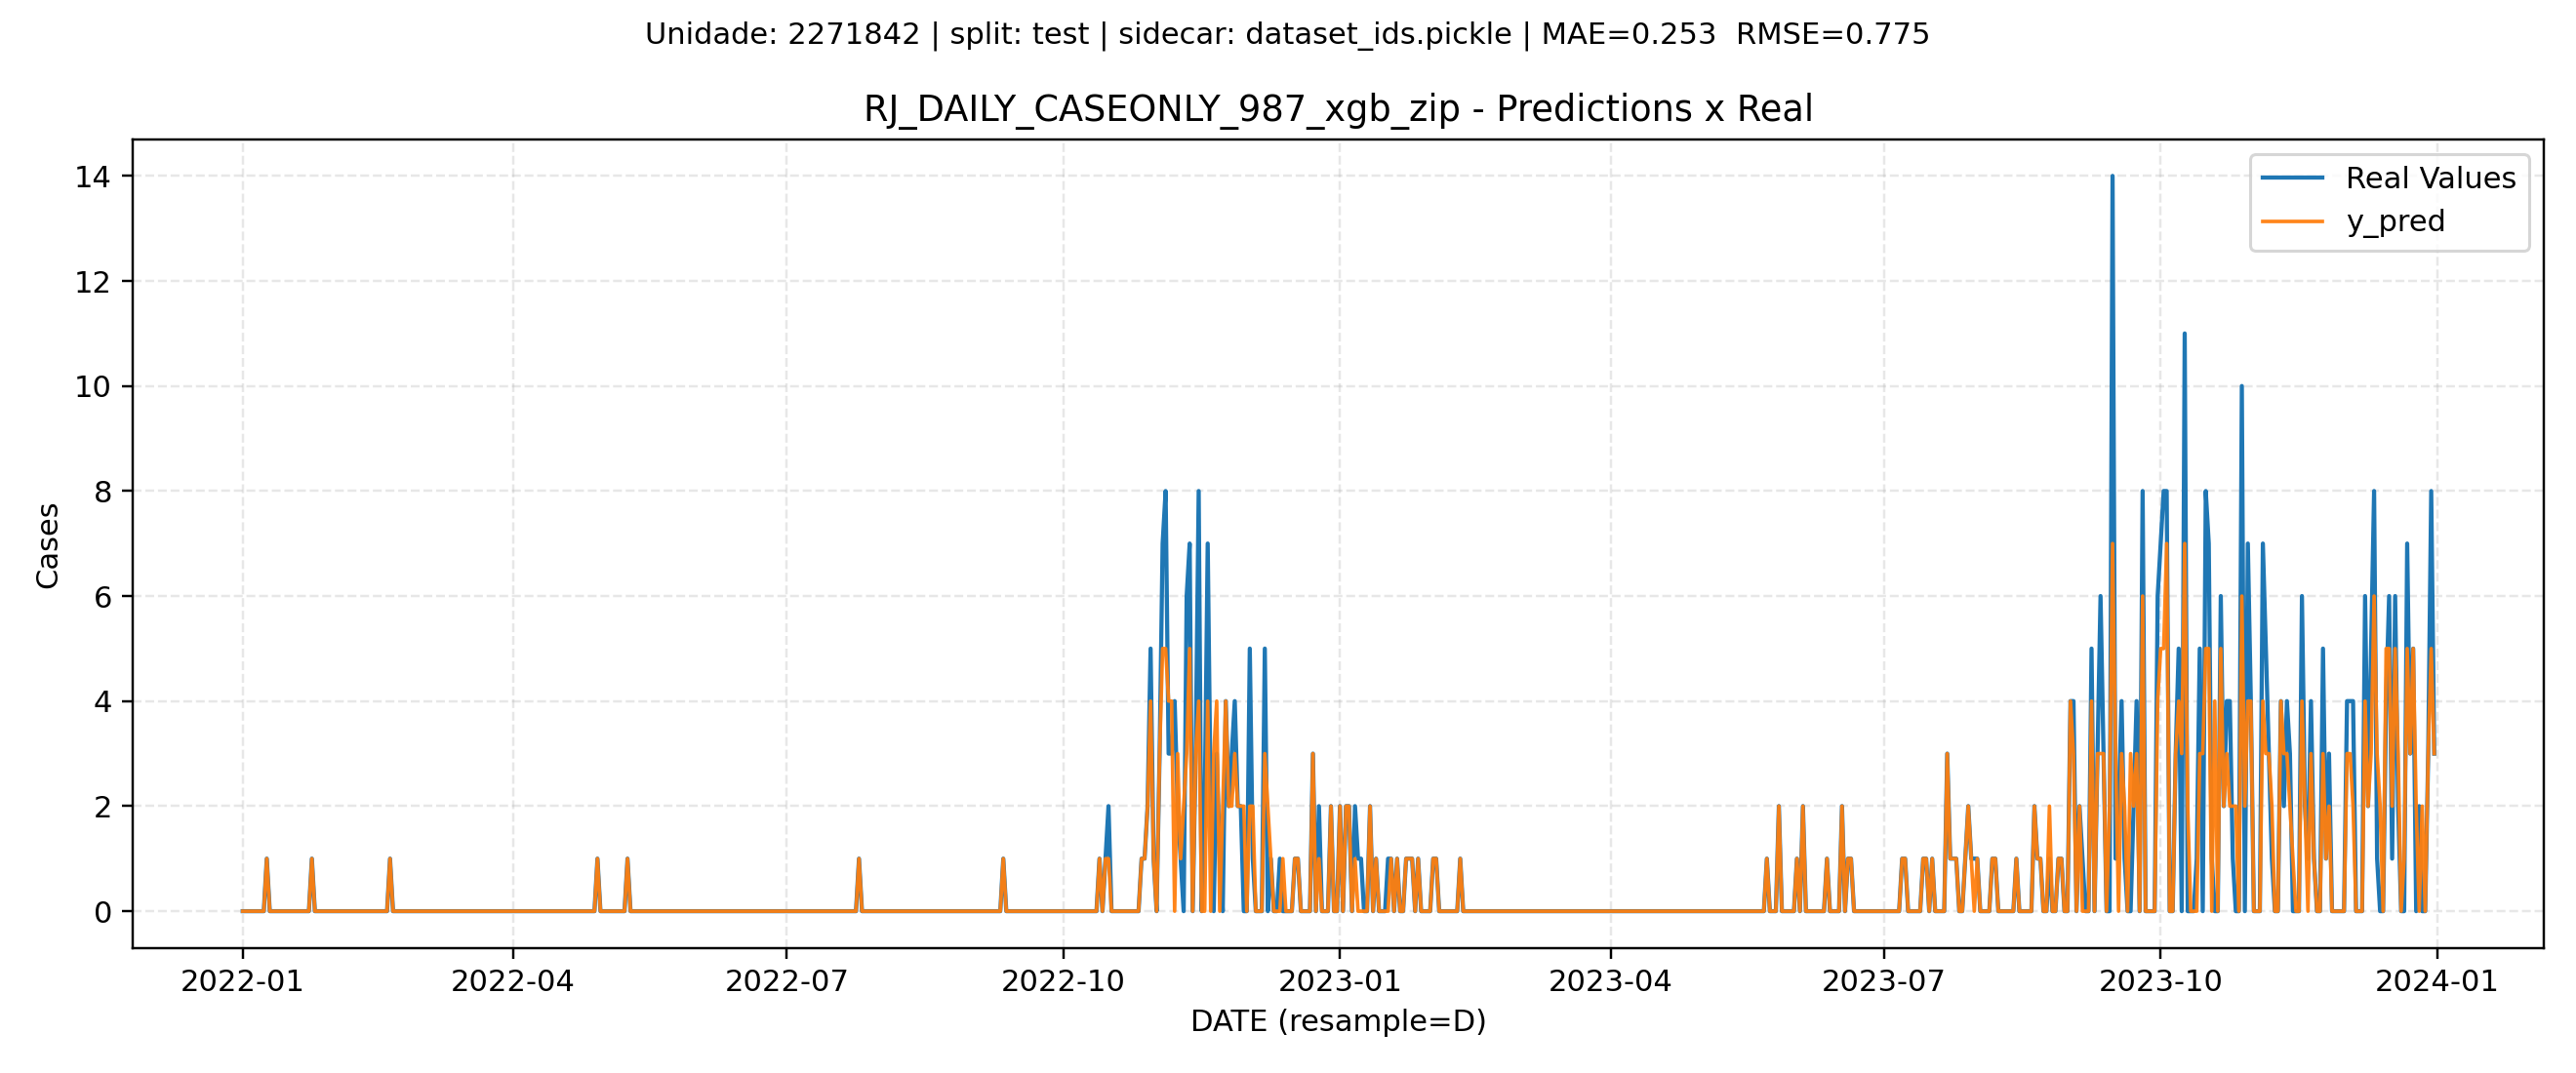 Unidade: 2271842 | split: test | sidecar: dataset_ids.pickle | MAE=0.253  RMSE=0.775
RJ_DAILY_CASEONLY_987_xgb_zip - Predictions x Real
Real Values
y_pred
14
12
10
8
6
4
2
0
Cases
2022-01
2022-04
2022-07
2022-10
2023-01
2023-04
2023-07
2023-10
2024-01
DATE (resample=D)